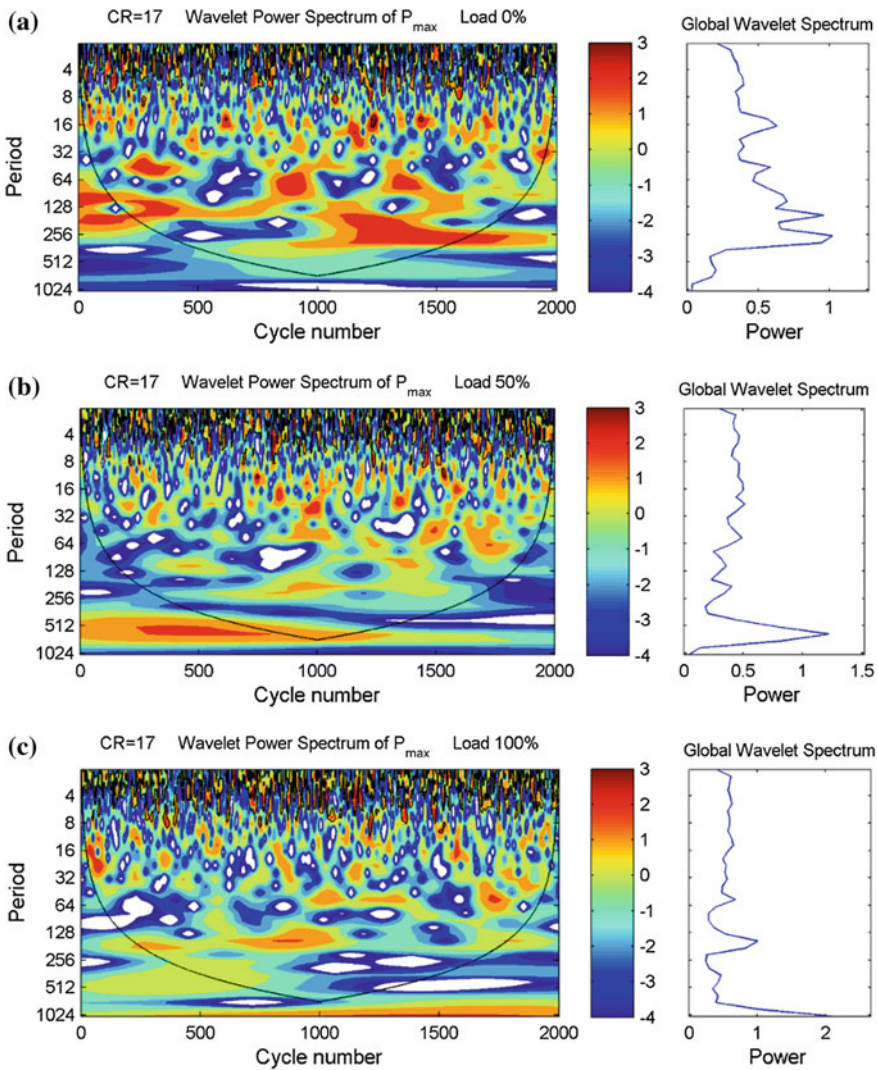 (a) CR=17 Wavelet Power Spectrum of Pmax Load 0% Global Wavelet Spectrum
Period
4
8
16
32
64
128
256
512
1024
0 500 1000 1500 2000
Cycle number
3
2
1
0
-1
-2
-3
-4
0 0.5 1
Power
(b) CR=17 Wavelet Power Spectrum of Pmax Load 50% Global Wavelet Spectrum
Period
4
8
16
32
64
128
256
512
1024
0 500 1000 1500 2000
Cycle number
3
2
1
0
-1
-2
-3
-4
0 0.5 1 1.5
Power
(c) CR=17 Wavelet Power Spectrum of Pmax Load 100% Global Wavelet Spectrum
Period
4
8
16
32
64
128
256
512
1024
0 500 1000 1500 2000
Cycle number
3
2
1
0
-1
-2
-3
-4
0 1 2
Power